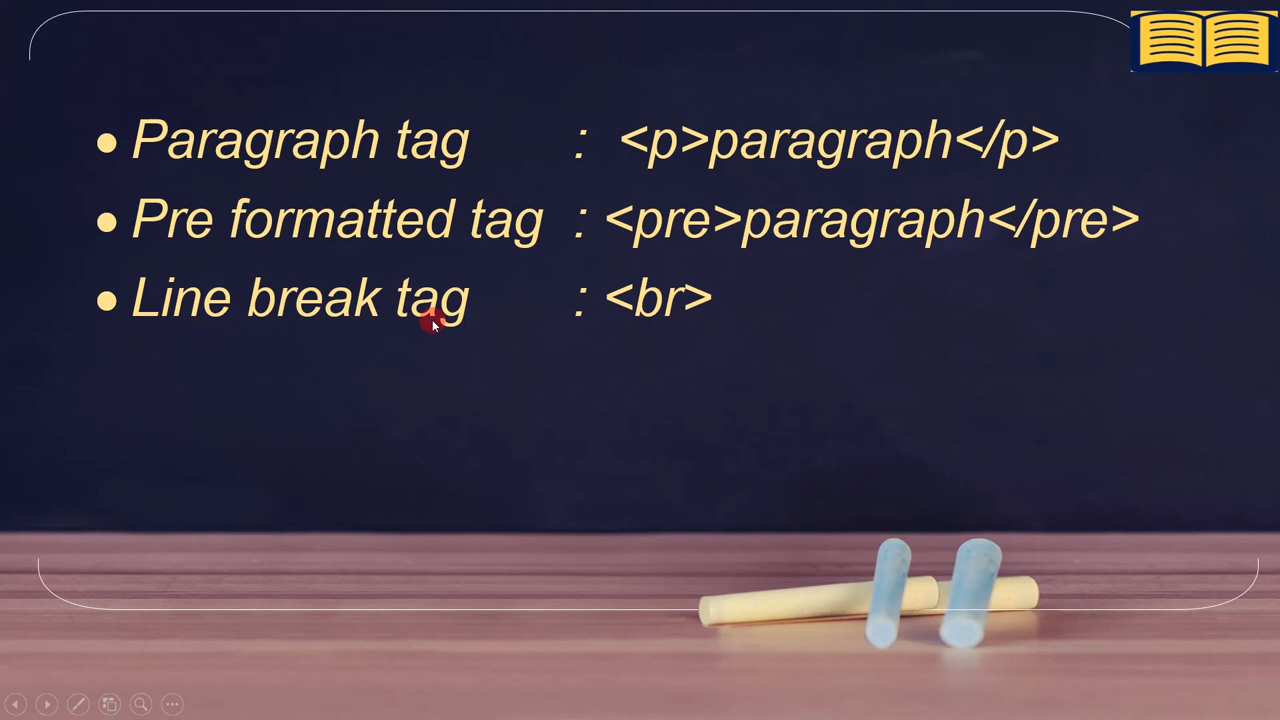 • Paragraph tag : <p>paragraph</p>
• Pre formatted tag : <pre>paragraph</pre>
• Line break tag : <br>